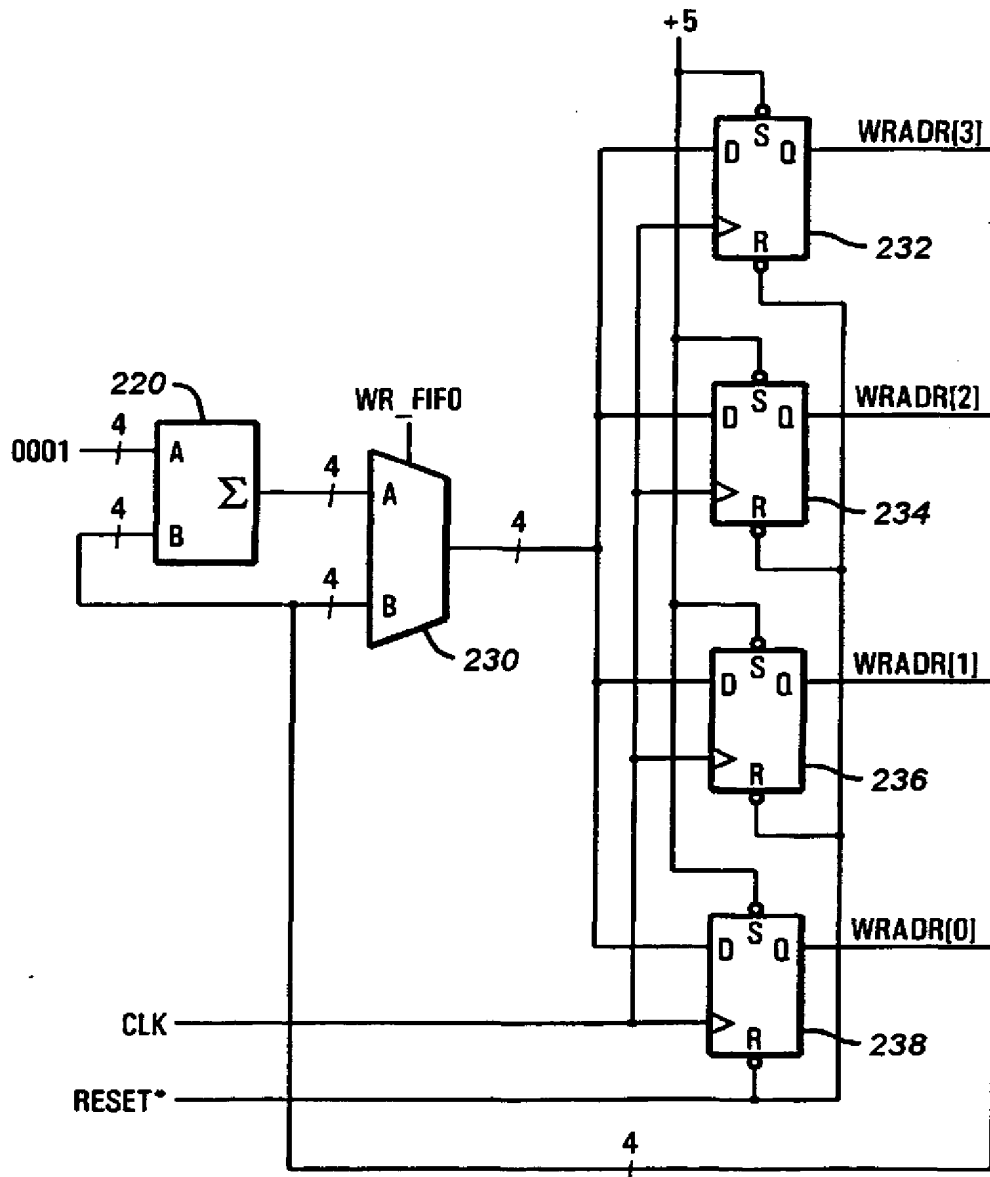 +5
S
D Q
WRADR[3]
R
232
220
WR_FIFO
S
D Q
WRADR[2]
0001
4
A
Σ
4
A
R
234
4
B
4
4
B
230
S
D Q
WRADR[1]
R
236
S
D Q
WRADR[0]
CLK
R
238
RESET*
4